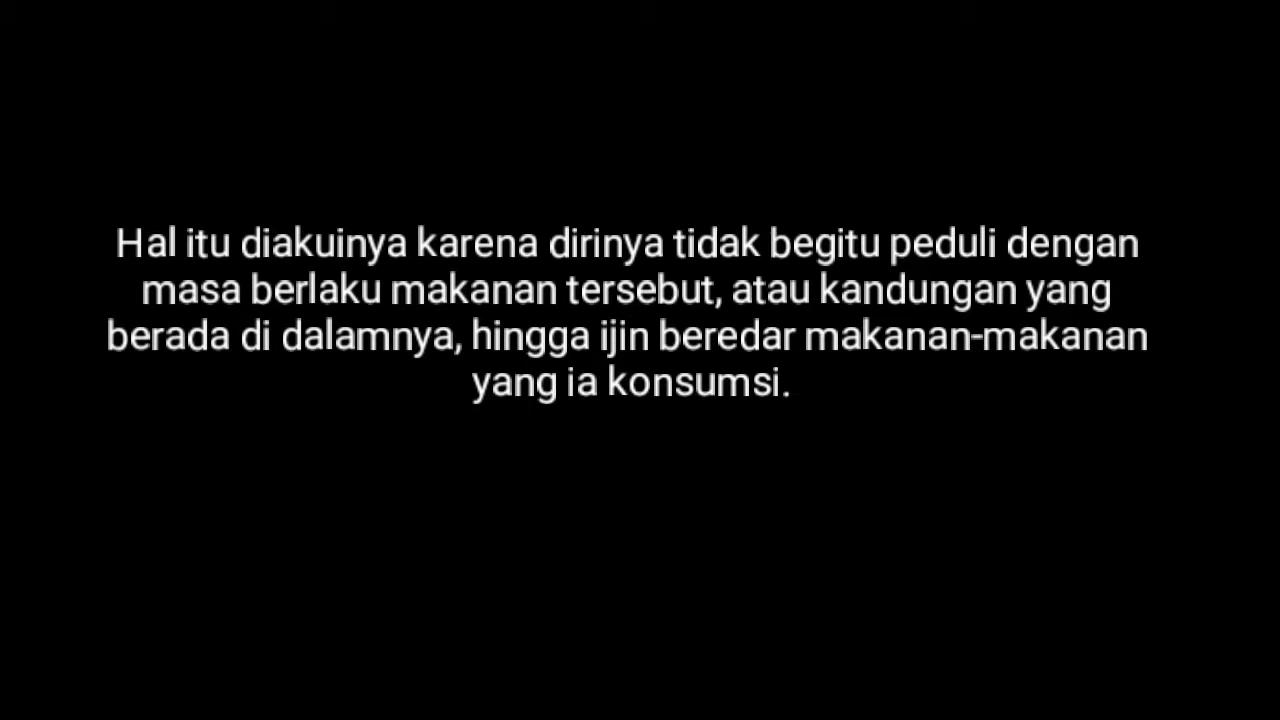 Hal itu diakuinya karena dirinya tidak begitu peduli dengan
masa berlaku makanan tersebut, atau kandungan yang
berada di dalamnya, hingga ijin beredar makanan-makanan
yang ia konsumsi.